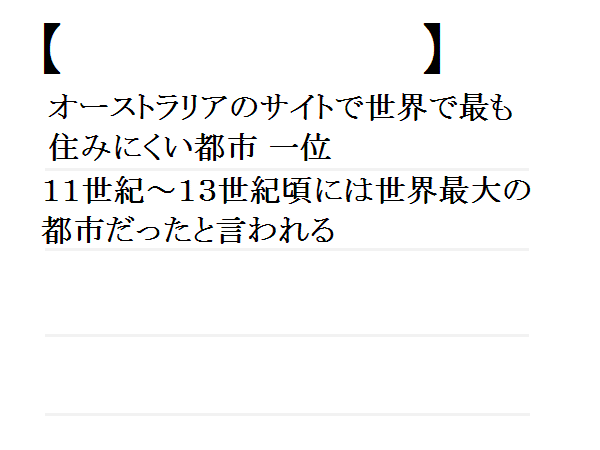 【 】
オーストラリアのサイトで世界で最も
住みにくい都市 一位
11世紀～13世紀頃には世界最大の
都市だったと言われる